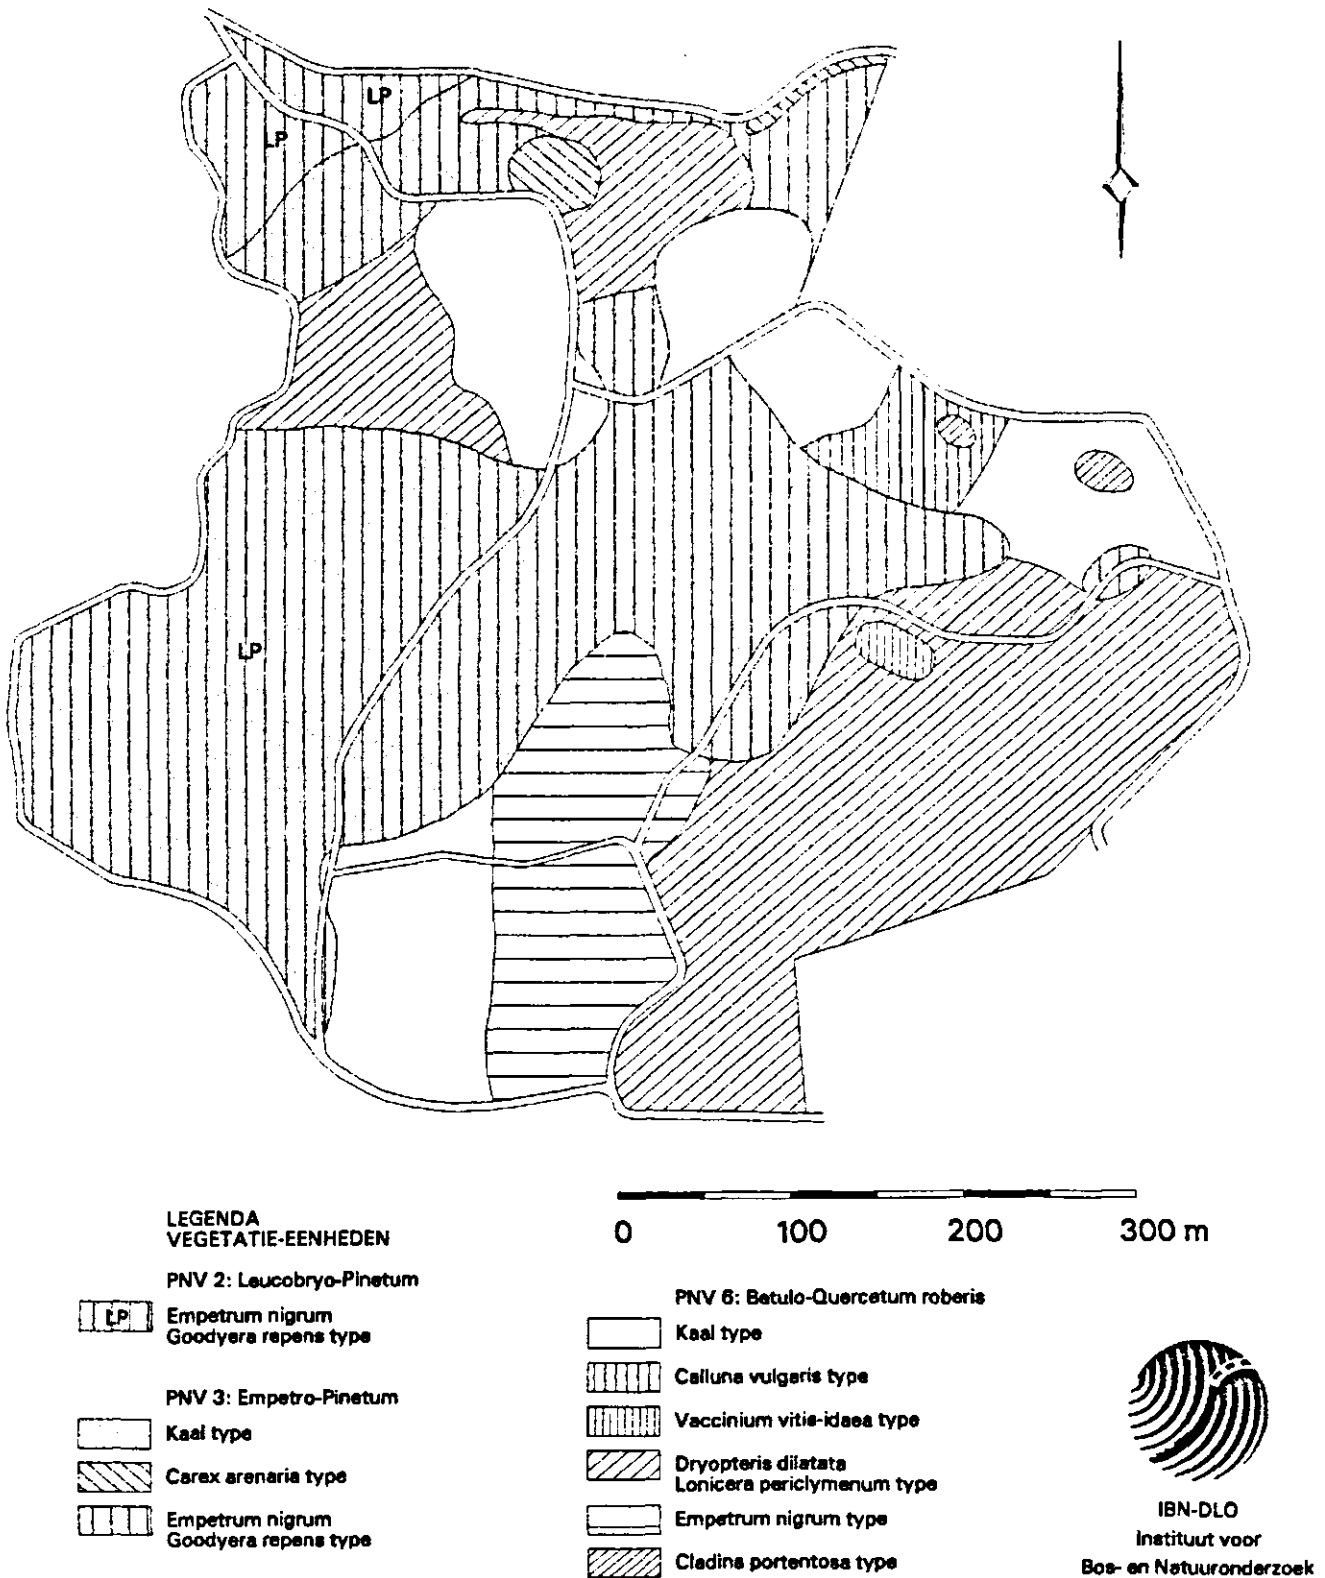 LP
LP
LP
0 100 200 300 m
LEGENDA
VEGETATIE-EENHEDEN
PNV 2: Leucobryo-Pinetum
LP
Empetrum nigrum
Goodyera repens type
PNV 3: Empetro-Pinetum
Kaal type
Carex arenaria type
Empetrum nigrum
Goodyera repens type
PNV 6: Betulo-Quercetum roboris
Kaal type
Calluna vulgaris type
Vaccinium vitis-idaea type
Dryopteris dilatata
Lonicera periclymenum type
Empetrum nigrum type
Cladina portentosa type
IBN-DLO
Instituut voor
Bos- en Natuuronderzoek